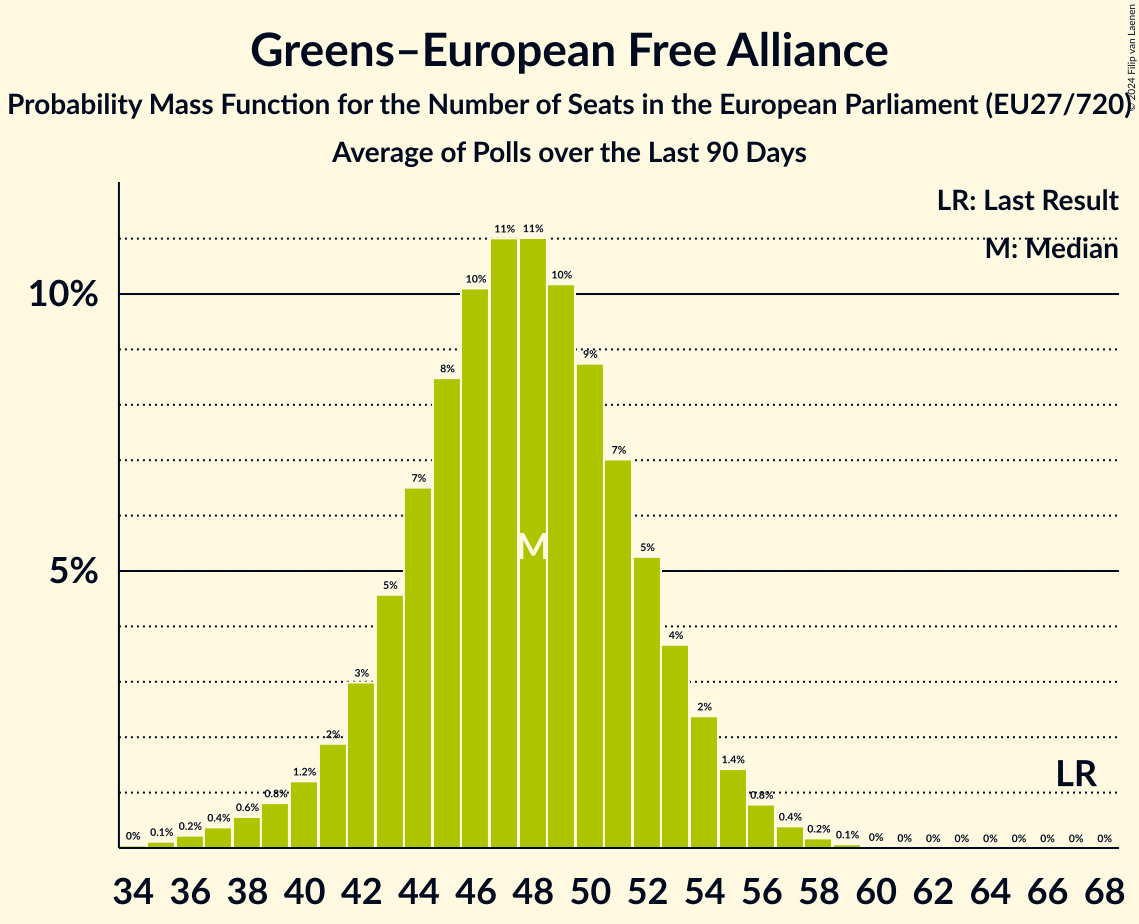 Greens–European Free Alliance
Probability Mass Function for the Number of Seats in the European Parliament (EU27/720)
Average of Polls over the Last 90 Days
© 2024 Filip van Laenen
LR: Last Result
M: Median
10%
5%
0% 0.1% 0.2% 0.4% 0.6% 0.8% 1.2% 2% 3% 5% 7% 8% 10% 11% 11% 10% 9% 7% 5% 4% 2% 1.4% 0.8% 0.4% 0.2% 0.1% 0% 0% 0% 0% 0% 0% 0% 0% 0%
M
LR
34 36 38 40 42 44 46 48 50 52 54 56 58 60 62 64 66 68